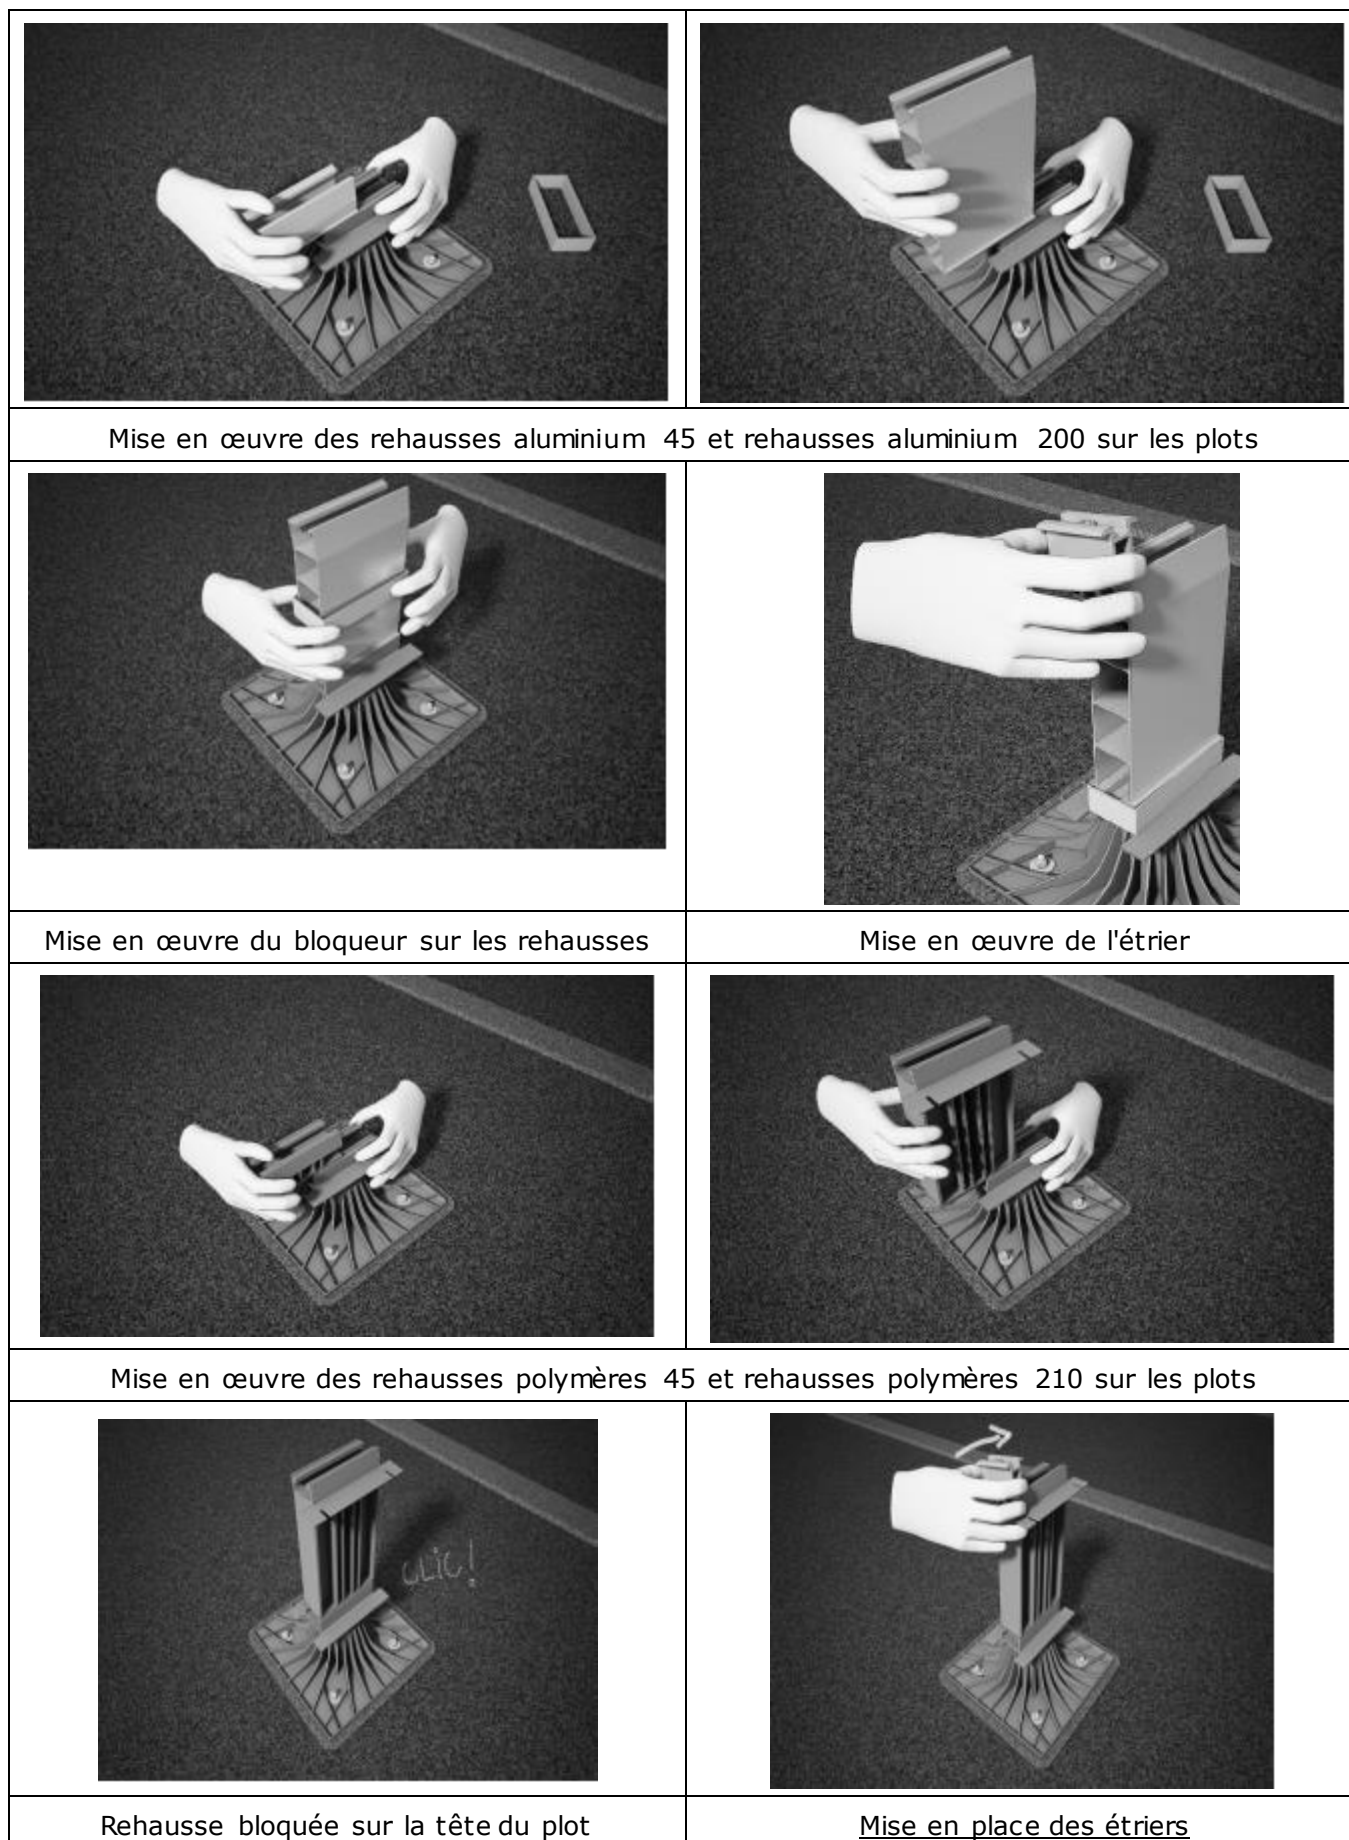 Mise en œuvre des rehausses aluminium 45 et rehausses aluminium 200 sur les plots
Mise en œuvre du bloqueur sur les rehausses
Mise en œuvre de l'étrier
Mise en œuvre des rehausses polymères 45 et rehausses polymères 210 sur les plots
CLIC!
Rehausse bloquée sur la tête du plot
Mise en place des étriers